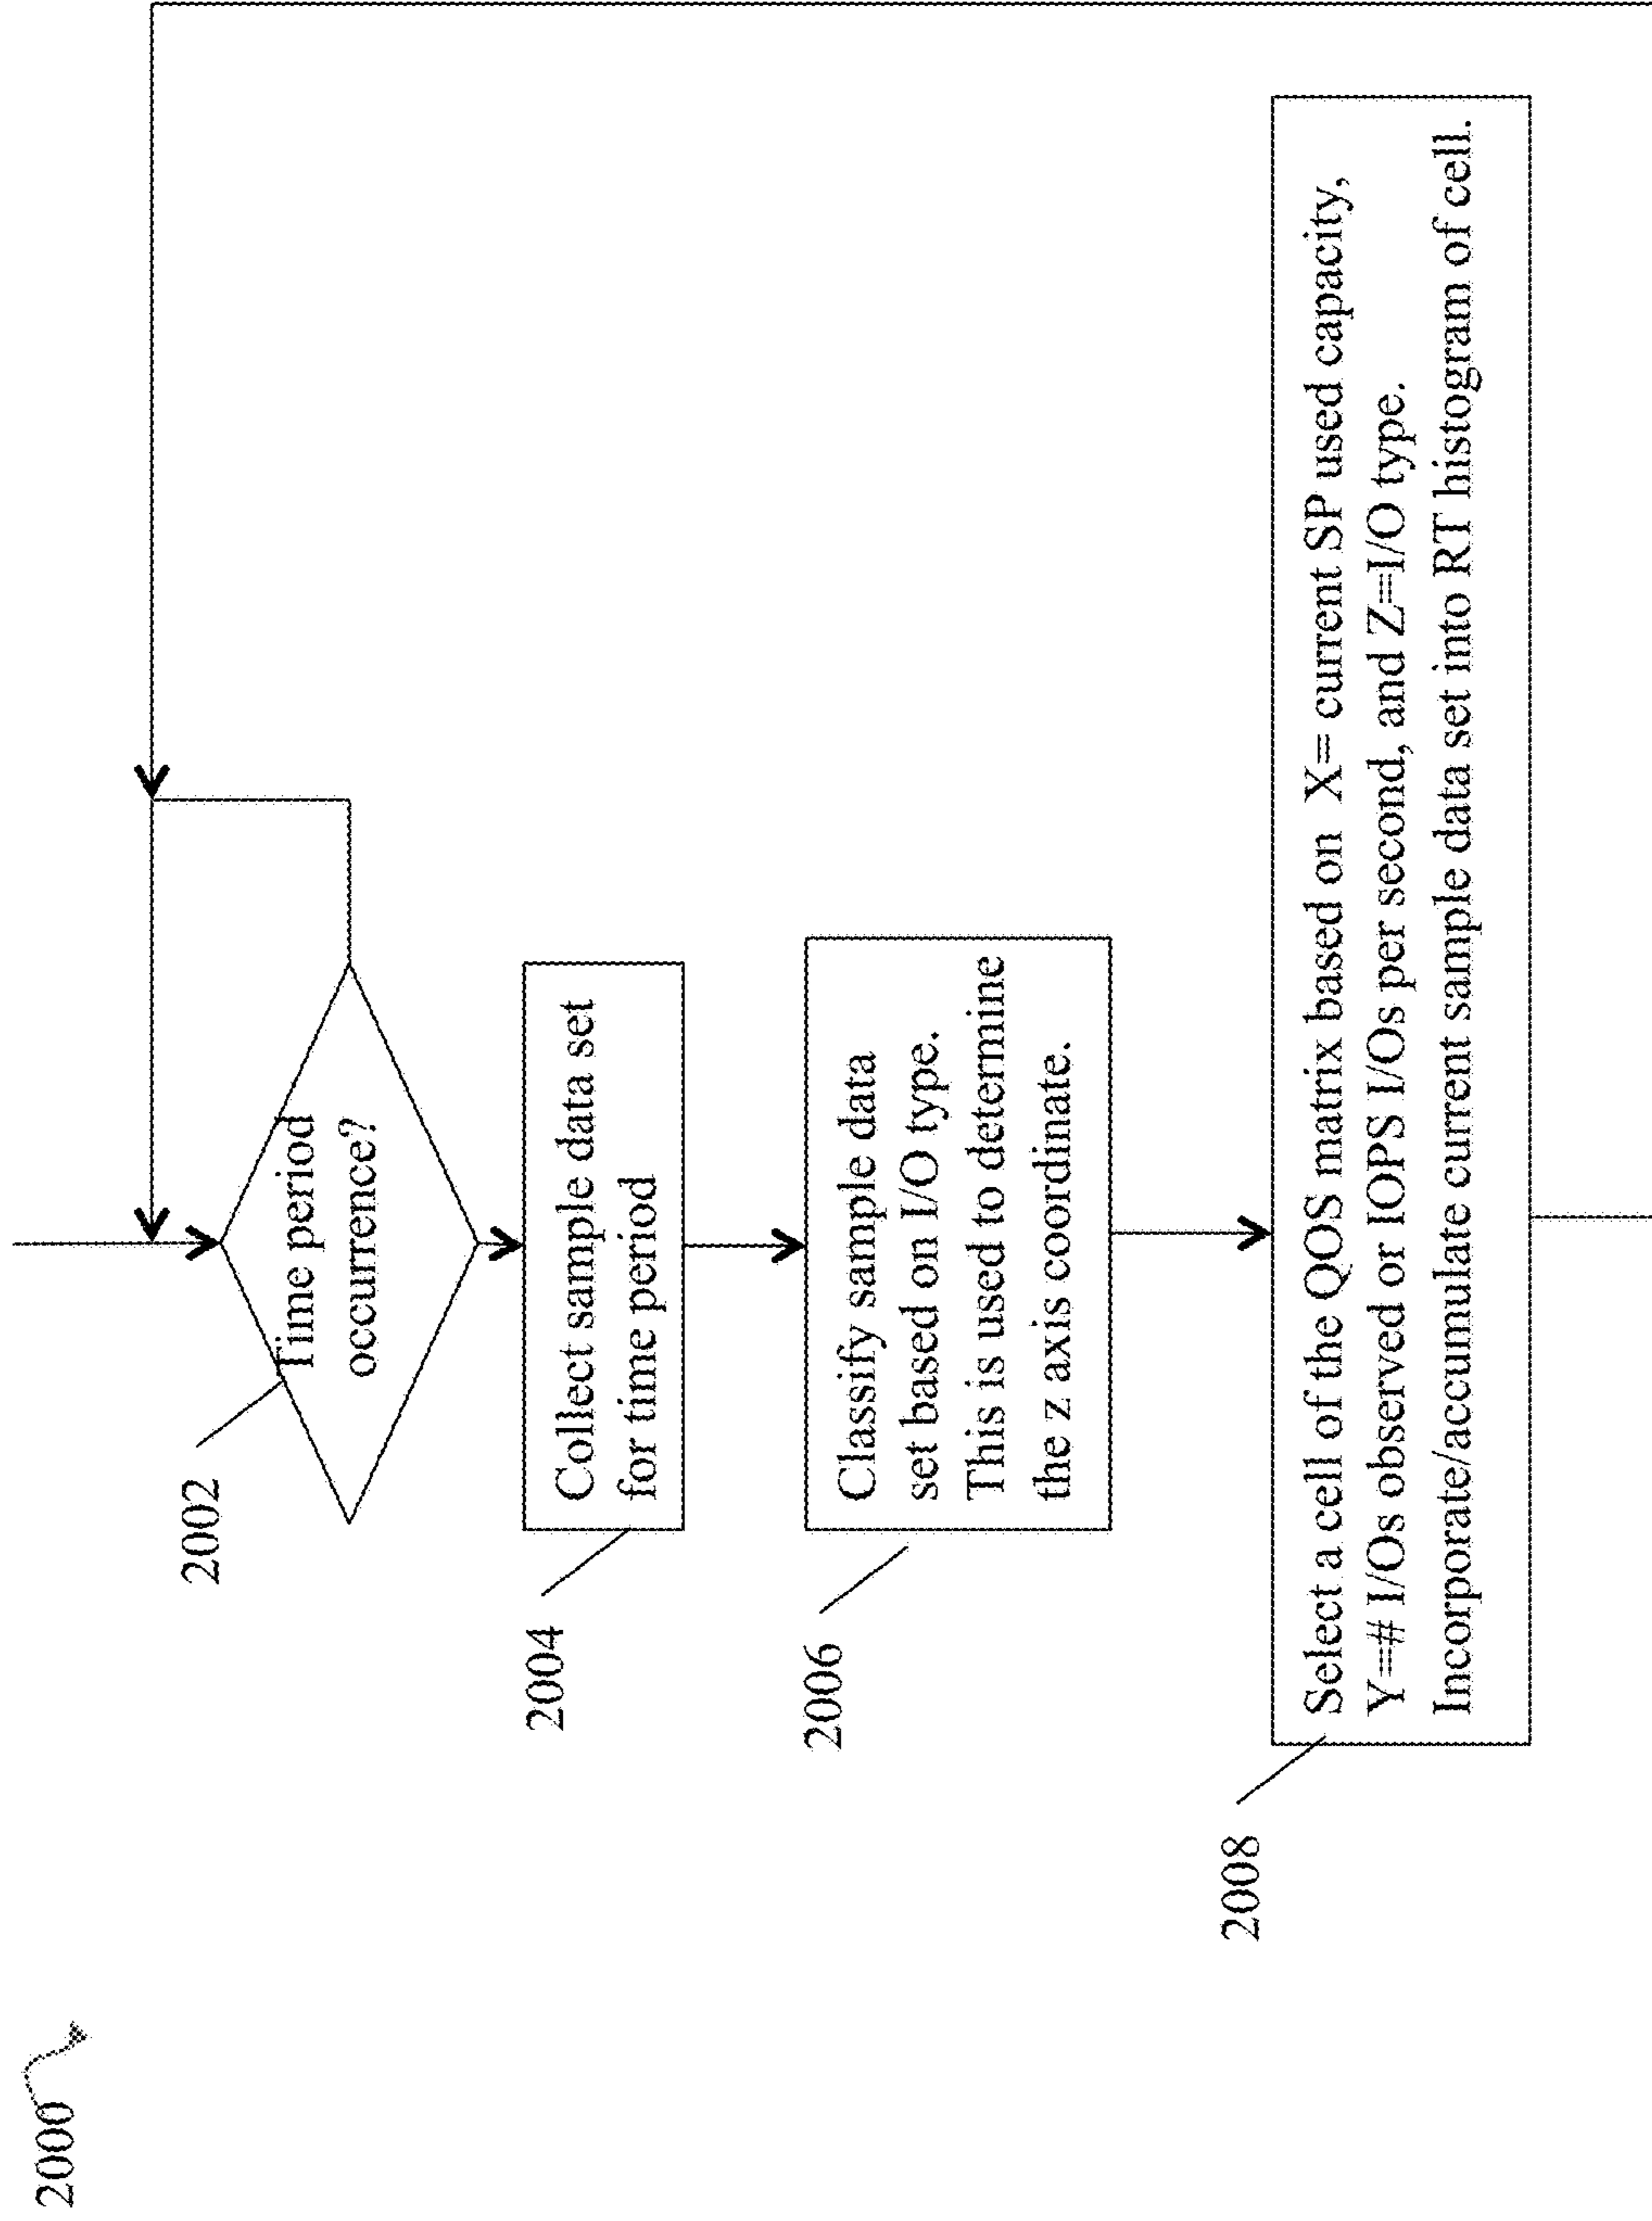 2000
2002
Time period
occurrence?
2004
Collect sample data set
for time period
2006
Classify sample data
set based on I/O type.
This is used to determine
the z axis coordinate.
2008
Select a cell of the QOS matrix based on X= current SP used capacity,
Y=# I/Os observed or IOPS I/Os per second, and Z=I/O type.
Incorporate/accumulate current sample data set into RT histogram of cell.